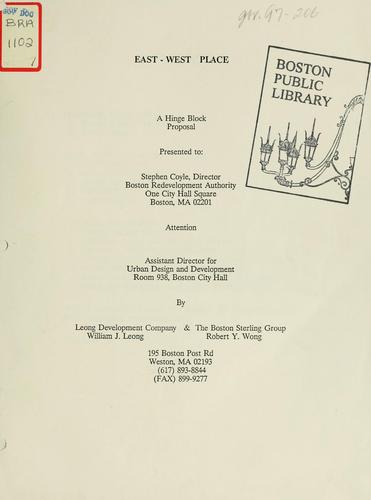 GOV DOC
BRA
1102
gov. 97-206
BOSTON
PUBLIC
LIBRARY
EAST - WEST PLACE
A Hinge Block
Proposal
Presented to:
Stephen Coyle, Director
Boston Redevelopment Authority
One City Hall Square
Boston, MA 02201
Attention
Assistant Director for
Urban Design and Development
Room 938, Boston City Hall
By
Leong Development Company & The Boston Sterling Group
William J. Leong Robert Y. Wong
195 Boston Post Rd
Weston, MA 02193
(617) 893-8844
(FAX) 899-9277